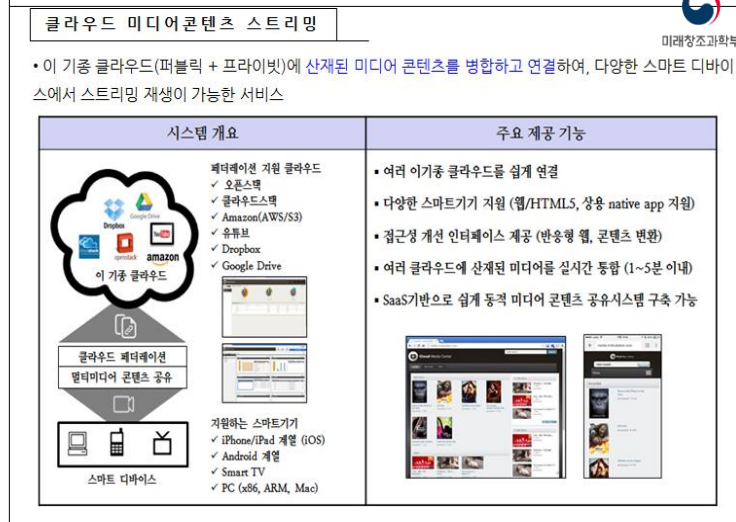 클라우드 미디어콘텐츠 스트리밍
미래창조과학부
• 이 기종 클라우드(퍼블릭 + 프라이빗)에 산재된 미디어 콘텐츠를 병합하고 연결하여, 다양한 스마트 디바이
스에서 스트리밍 재생이 가능한 서비스
시스템 개요
주요 제공 기능
Dropbox
Google Drive
openstack
You Tube
amazon
이 기종 클라우드
클라우드 페더레이션
멀티미디어 콘텐츠 공유
스마트 디바이스
페더레이션 지원 클라우드
✓ 오픈스택
✓ 클라우드스택
✓ Amazon(AWS/S3)
✓ 유튜브
✓ Dropbox
✓ Google Drive
지원하는 스마트기기
✓ iPhone/iPad 계열 (iOS)
✓ Android 계열
✓ Smart TV
✓ PC (x86, ARM, Mac)
▪ 여러 이기종 클라우드를 쉽게 연결
▪ 다양한 스마트기기 지원 (웹/HTML5, 상용 native app 지원)
▪ 접근성 개선 인터페이스 제공 (반응형 웹, 콘텐츠 변환)
▪ 여러 클라우드에 산재된 미디어를 실시간 통합 (1~5분 이내)
▪ SaaS기반으로 쉽게 동적 미디어 콘텐츠 공유시스템 구축 가능
Cloud Media Center